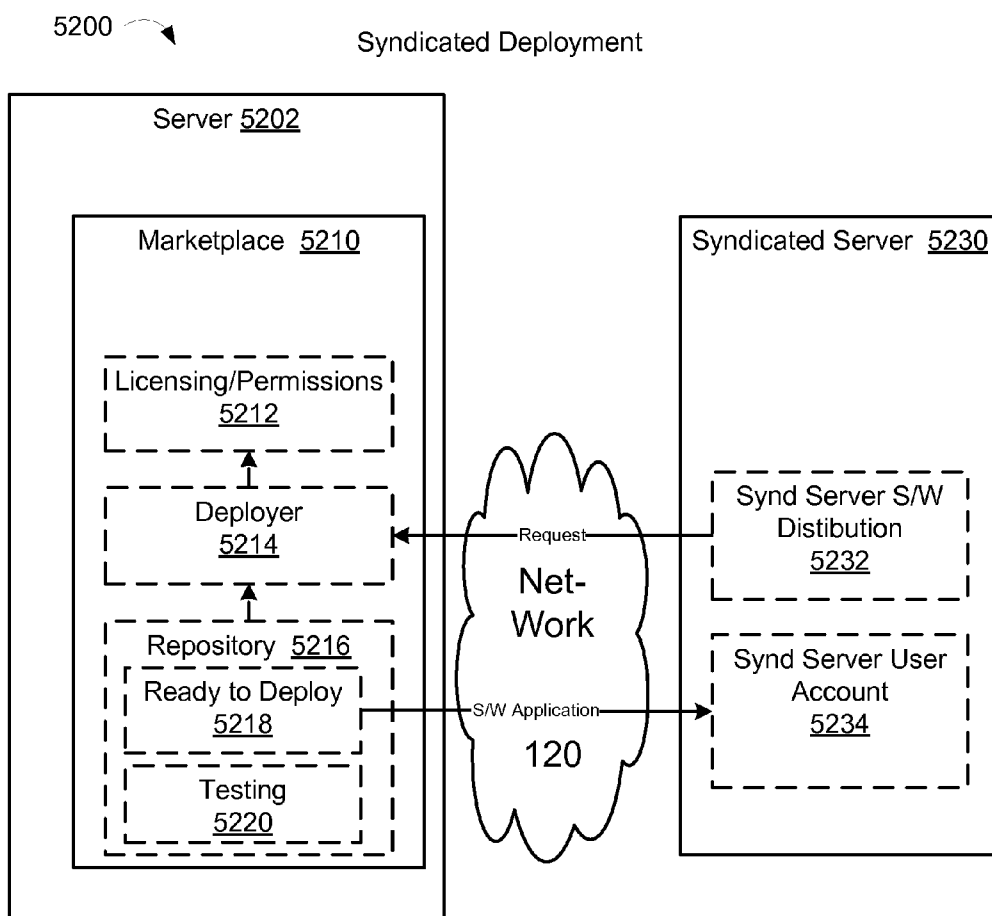 5200
Syndicated Deployment
Server 5202
Marketplace 5210
Licensing/Permissions
5212
Deployer
5214
Repository 5216
Ready to Deploy
5218
Testing
5220
Request
Net-
Work
S/W Application
120
Syndicated Server 5230
Synd Server S/W
Distibution
5232
Synd Server User
Account
5234